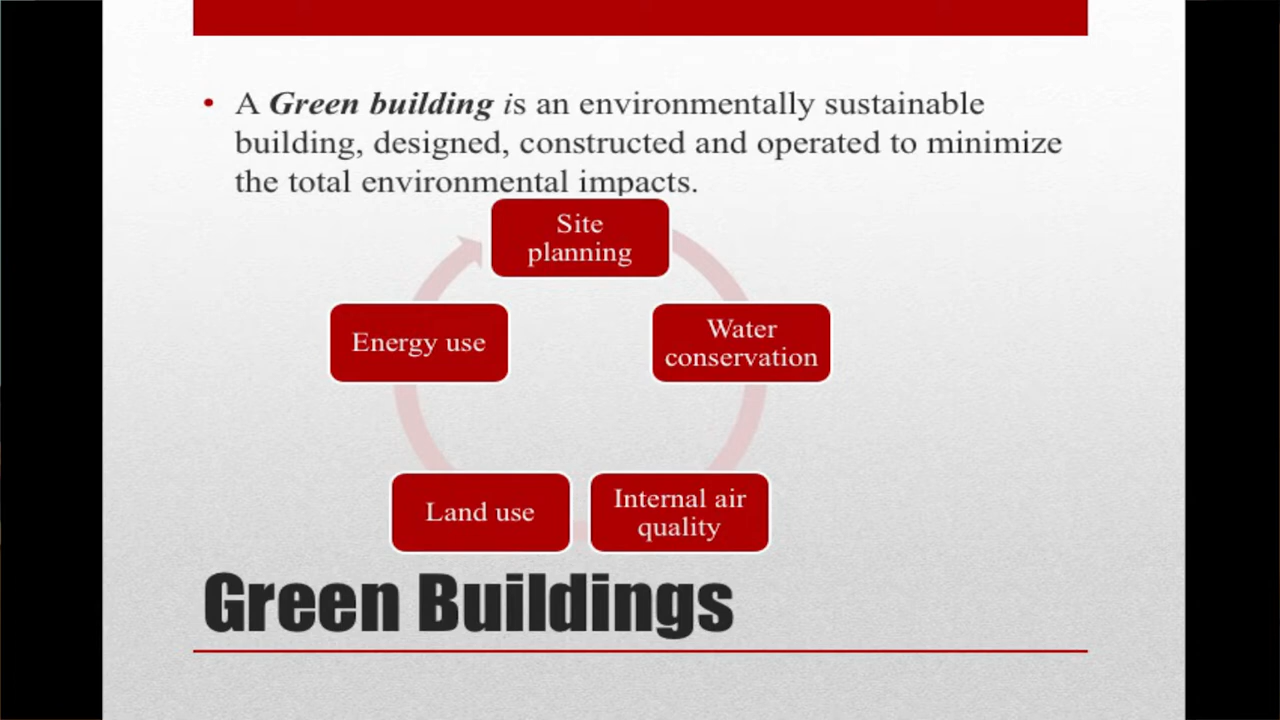 • A Green building is an environmentally sustainable
building, designed, constructed and operated to minimize
the total environmental impacts.
Site
planning
Water
conservation
Internal air
quality
Land use
Energy use
Green Buildings